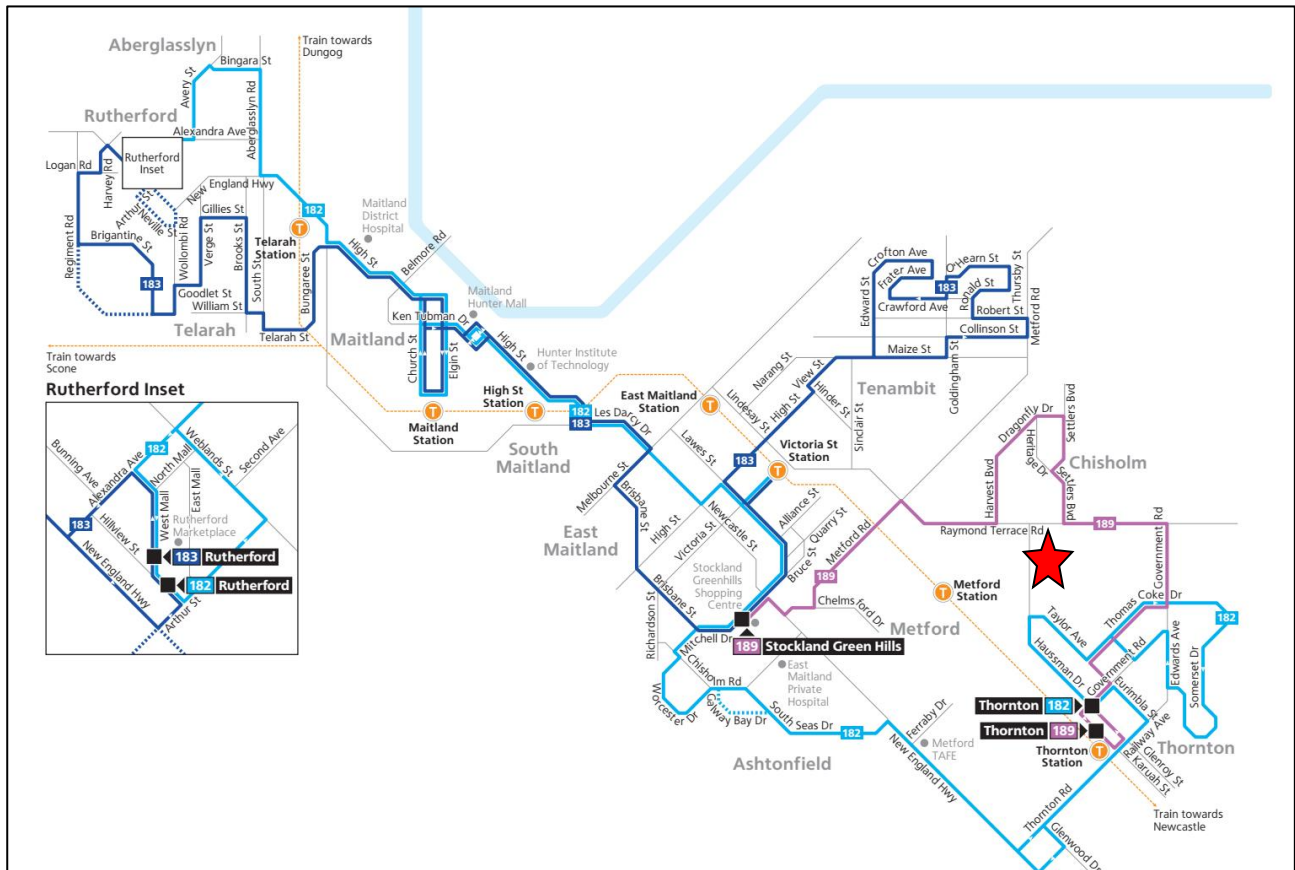 Aberglasslyn
Train towards
Dungog
Bingara St
Avery St
Aberglasslyn Rd
Rutherford
Alexandra Ave
Rutherford
Inset
Logan Rd
Harvey Rd
New
England Hwy
Arthur St
Neville St
Gillies St
Regiment Rd
Brigantine St
Wollombi Rd
Verge St
Brooks St
South St
183
Goodlet St
William St
Telarah
Telarah St
Bungaree St
182
T
Telarah
Station
Maitland
District
Hospital
High St
Belmore Rd
Maitland
Hunter Mall
Ken Tubman Dr
Maitland
Church St
Elgin St
High St
Hunter Institute
of Technology
Train towards
Scone
T
Maitland
Station
High St
Station
T
182
183
Les Darcy Dr
South
Maitland
East Maitland
Station
T
Melbourne St
Brisbane St
East
Maitland
High St
Lawes St
Newcastle St
Victoria St
Lindesay St
Narang St
High St
View St
Hinder St
Sinclair St
183
Victoria St
Station
T
Alliance St
Quarry St
Bruce St
Metford Rd
189
Crofton Ave
Frater Ave
O'Hearn St
183
Ronald St
Thursby St
Crawford Ave
Robert St
Edward St
Collinson St
Maize St
Goldingham St
Metford Rd
Tenambit
Dragonfly Dr
Settlers Bvd
Heritage Dr
Chisholm
Harvest Bvd
Settlers Bvd
Raymond Terrace Rd
189
Government Rd
Stockland
Greenhills
Shopping
Centre
Chelmsford Dr
Metford
Metford
Station
T
189 Stockland Green Hills
Richardson St
Brisbane St
Mitchell Dr
Chisholm Rd
Worcester Dr
Galway Bay Dr
East
Maitland
Private
Hospital
South Seas Dr
182
Ashtonfield
Ferraby Dr
Metford
TAFE
New England Hwy
Taylor Ave
Thomas Coke Dr
182
Haussman Dr
Government Rd
Edwards Ave
Somerset Dr
Eurimbla St
Thornton 182
Thornton 189
Thornton
Station
T
Railway Ave
Glenroy St
Karuah St
Thornton
Thornton Rd
Glenwood Dr
Train towards
Newcastle
Rutherford Inset
Bunning Ave
Alexandra Ave
182
North Mall
Weblands St
Second Ave
West Mall
East Mall
183
Hillview St
Rutherford
Marketplace
183 Rutherford
182 Rutherford
New England Hwy
Arthur St